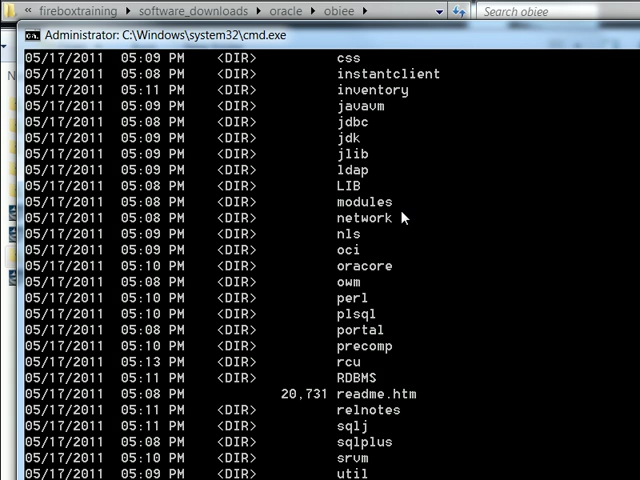 fireboxtraining ▸ software_downloads ▸ oracle ▸ obiee ▸ Search obiee
Administrator: C:\Windows\system32\cmd.exe
05/17/2011 05:09 PM <DIR> css
05/17/2011 05:08 PM <DIR> instantclient
05/17/2011 05:11 PM <DIR> inventory
05/17/2011 05:09 PM <DIR> javavm
05/17/2011 05:08 PM <DIR> jdbc
05/17/2011 05:09 PM <DIR> jdk
05/17/2011 05:09 PM <DIR> jlib
05/17/2011 05:09 PM <DIR> ldap
05/17/2011 05:08 PM <DIR> LIB
05/17/2011 05:08 PM <DIR> modules
05/17/2011 05:08 PM <DIR> network
05/17/2011 05:09 PM <DIR> nls
05/17/2011 05:09 PM <DIR> oci
05/17/2011 05:10 PM <DIR> oracore
05/17/2011 05:08 PM <DIR> owm
05/17/2011 05:10 PM <DIR> perl
05/17/2011 05:10 PM <DIR> plsql
05/17/2011 05:08 PM <DIR> portal
05/17/2011 05:10 PM <DIR> precomp
05/17/2011 05:13 PM <DIR> rcu
05/17/2011 05:11 PM <DIR> RDBMS
05/17/2011 05:08 PM 20,731 readme.htm
05/17/2011 05:11 PM <DIR> relnotes
05/17/2011 05:11 PM <DIR> sqlj
05/17/2011 05:08 PM <DIR> sqlplus
05/17/2011 05:10 PM <DIR> srvm
05/17/2011 05:09 PM <DIR> util